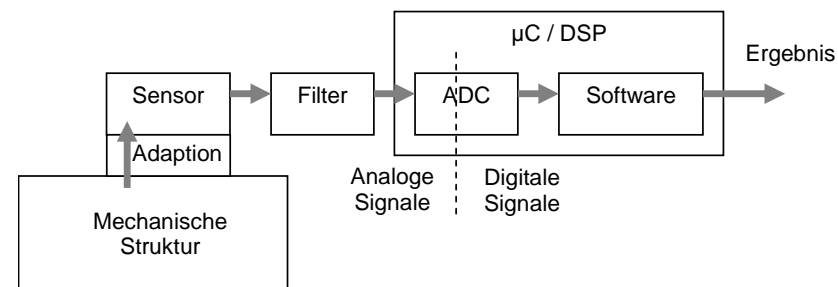 µC / DSP
Ergebnis
Sensor
Filter
ADC
Software
Adaption
Analoge
Signale
Digitale
Signale
Mechanische
Struktur